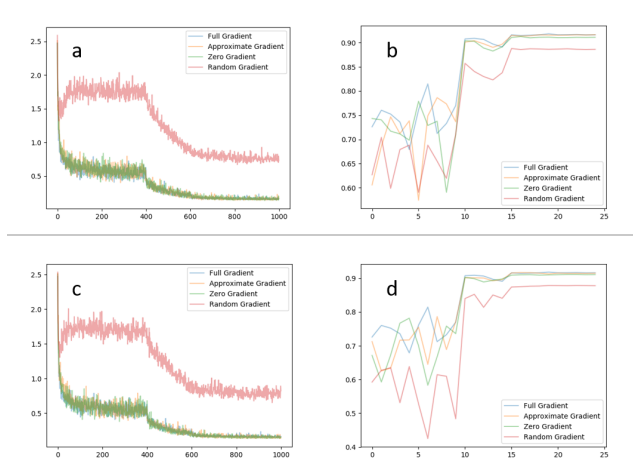 a
2.5
2.0
1.5
1.0
0.5
0 200 400 600 800 1000
Full Gradient
Approximate Gradient
Zero Gradient
Random Gradient
b
0.90
0.85
0.80
0.75
0.70
0.65
0.60
0 5 10 15 20 25
Full Gradient
Approximate Gradient
Zero Gradient
Random Gradient
c
2.5
2.0
1.5
1.0
0.5
0 200 400 600 800 1000
Full Gradient
Approximate Gradient
Zero Gradient
Random Gradient
d
0.9
0.8
0.7
0.6
0.5
0.4
0 5 10 15 20 25
Full Gradient
Approximate Gradient
Zero Gradient
Random Gradient